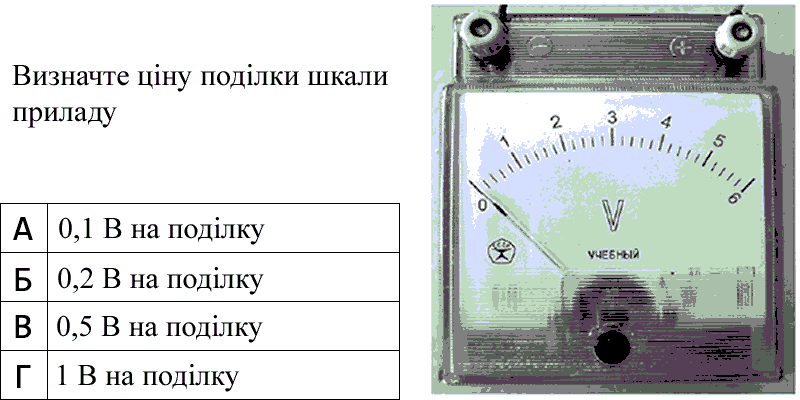 Визначте ціну поділки шкали
приладу
А 0,1 В на поділку
Б 0,2 В на поділку
В 0,5 В на поділку
Г 1 В на поділку
− +
0 1 2 3 4 5 6
V
УЧЕБНЫЙ